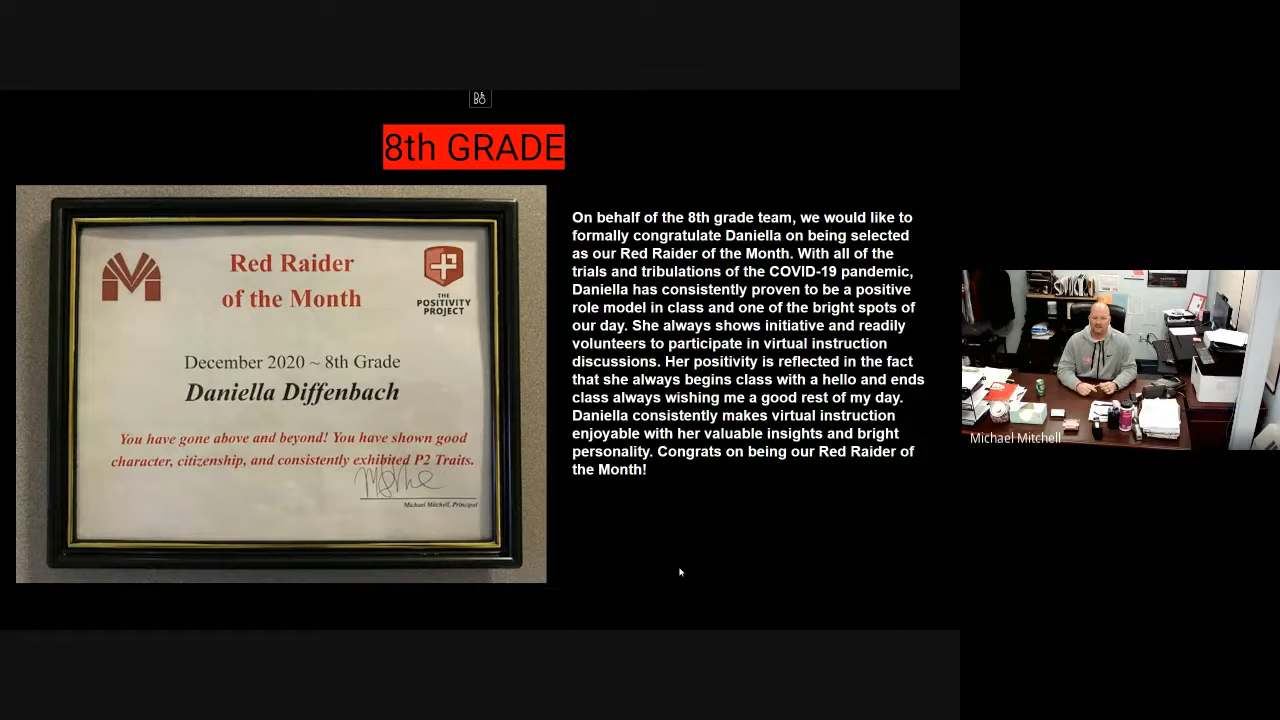 8th GRADE
Red Raider
of the Month
THE
POSITIVITY
PROJECT
December 2020 ~ 8th Grade
Daniella Diffenbach
You have gone above and beyond! You have shown good
character, citizenship, and consistently exhibited P2 Traits.
Michael Mitchell, Principal
On behalf of the 8th grade team, we would like to
formally congratulate Daniella on being selected
as our Red Raider of the Month. With all of the
trials and tribulations of the COVID-19 pandemic,
Daniella has consistently proven to be a positive
role model in class and one of the bright spots of
our day. She always shows initiative and readily
volunteers to participate in virtual instruction
discussions. Her positivity is reflected in the fact
that she always begins class with a hello and ends
class always wishing me a good rest of my day.
Daniella consistently makes virtual instruction
enjoyable with her valuable insights and bright
personality. Congrats on being our Red Raider of
the Month!
Michael Mitchell